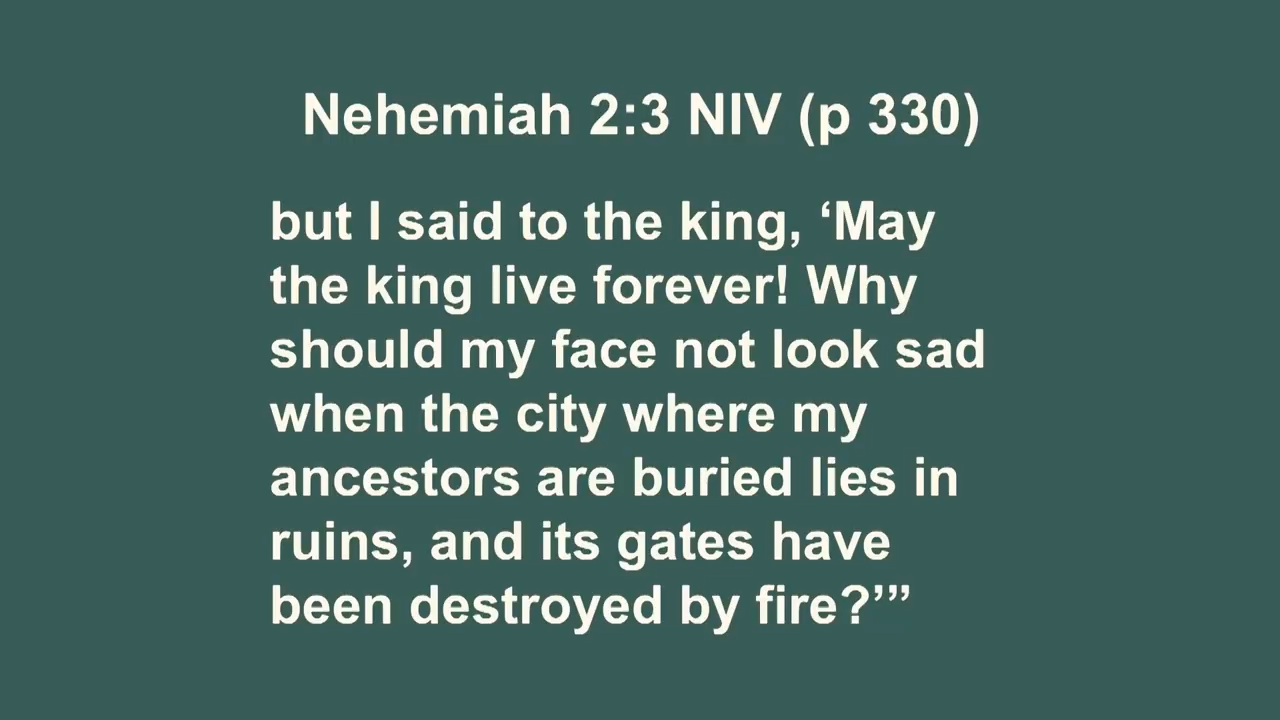 Nehemiah 2:3 NIV (p 330)
but I said to the king, ‘May
the king live forever! Why
should my face not look sad
when the city where my
ancestors are buried lies in
ruins, and its gates have
been destroyed by fire?’”